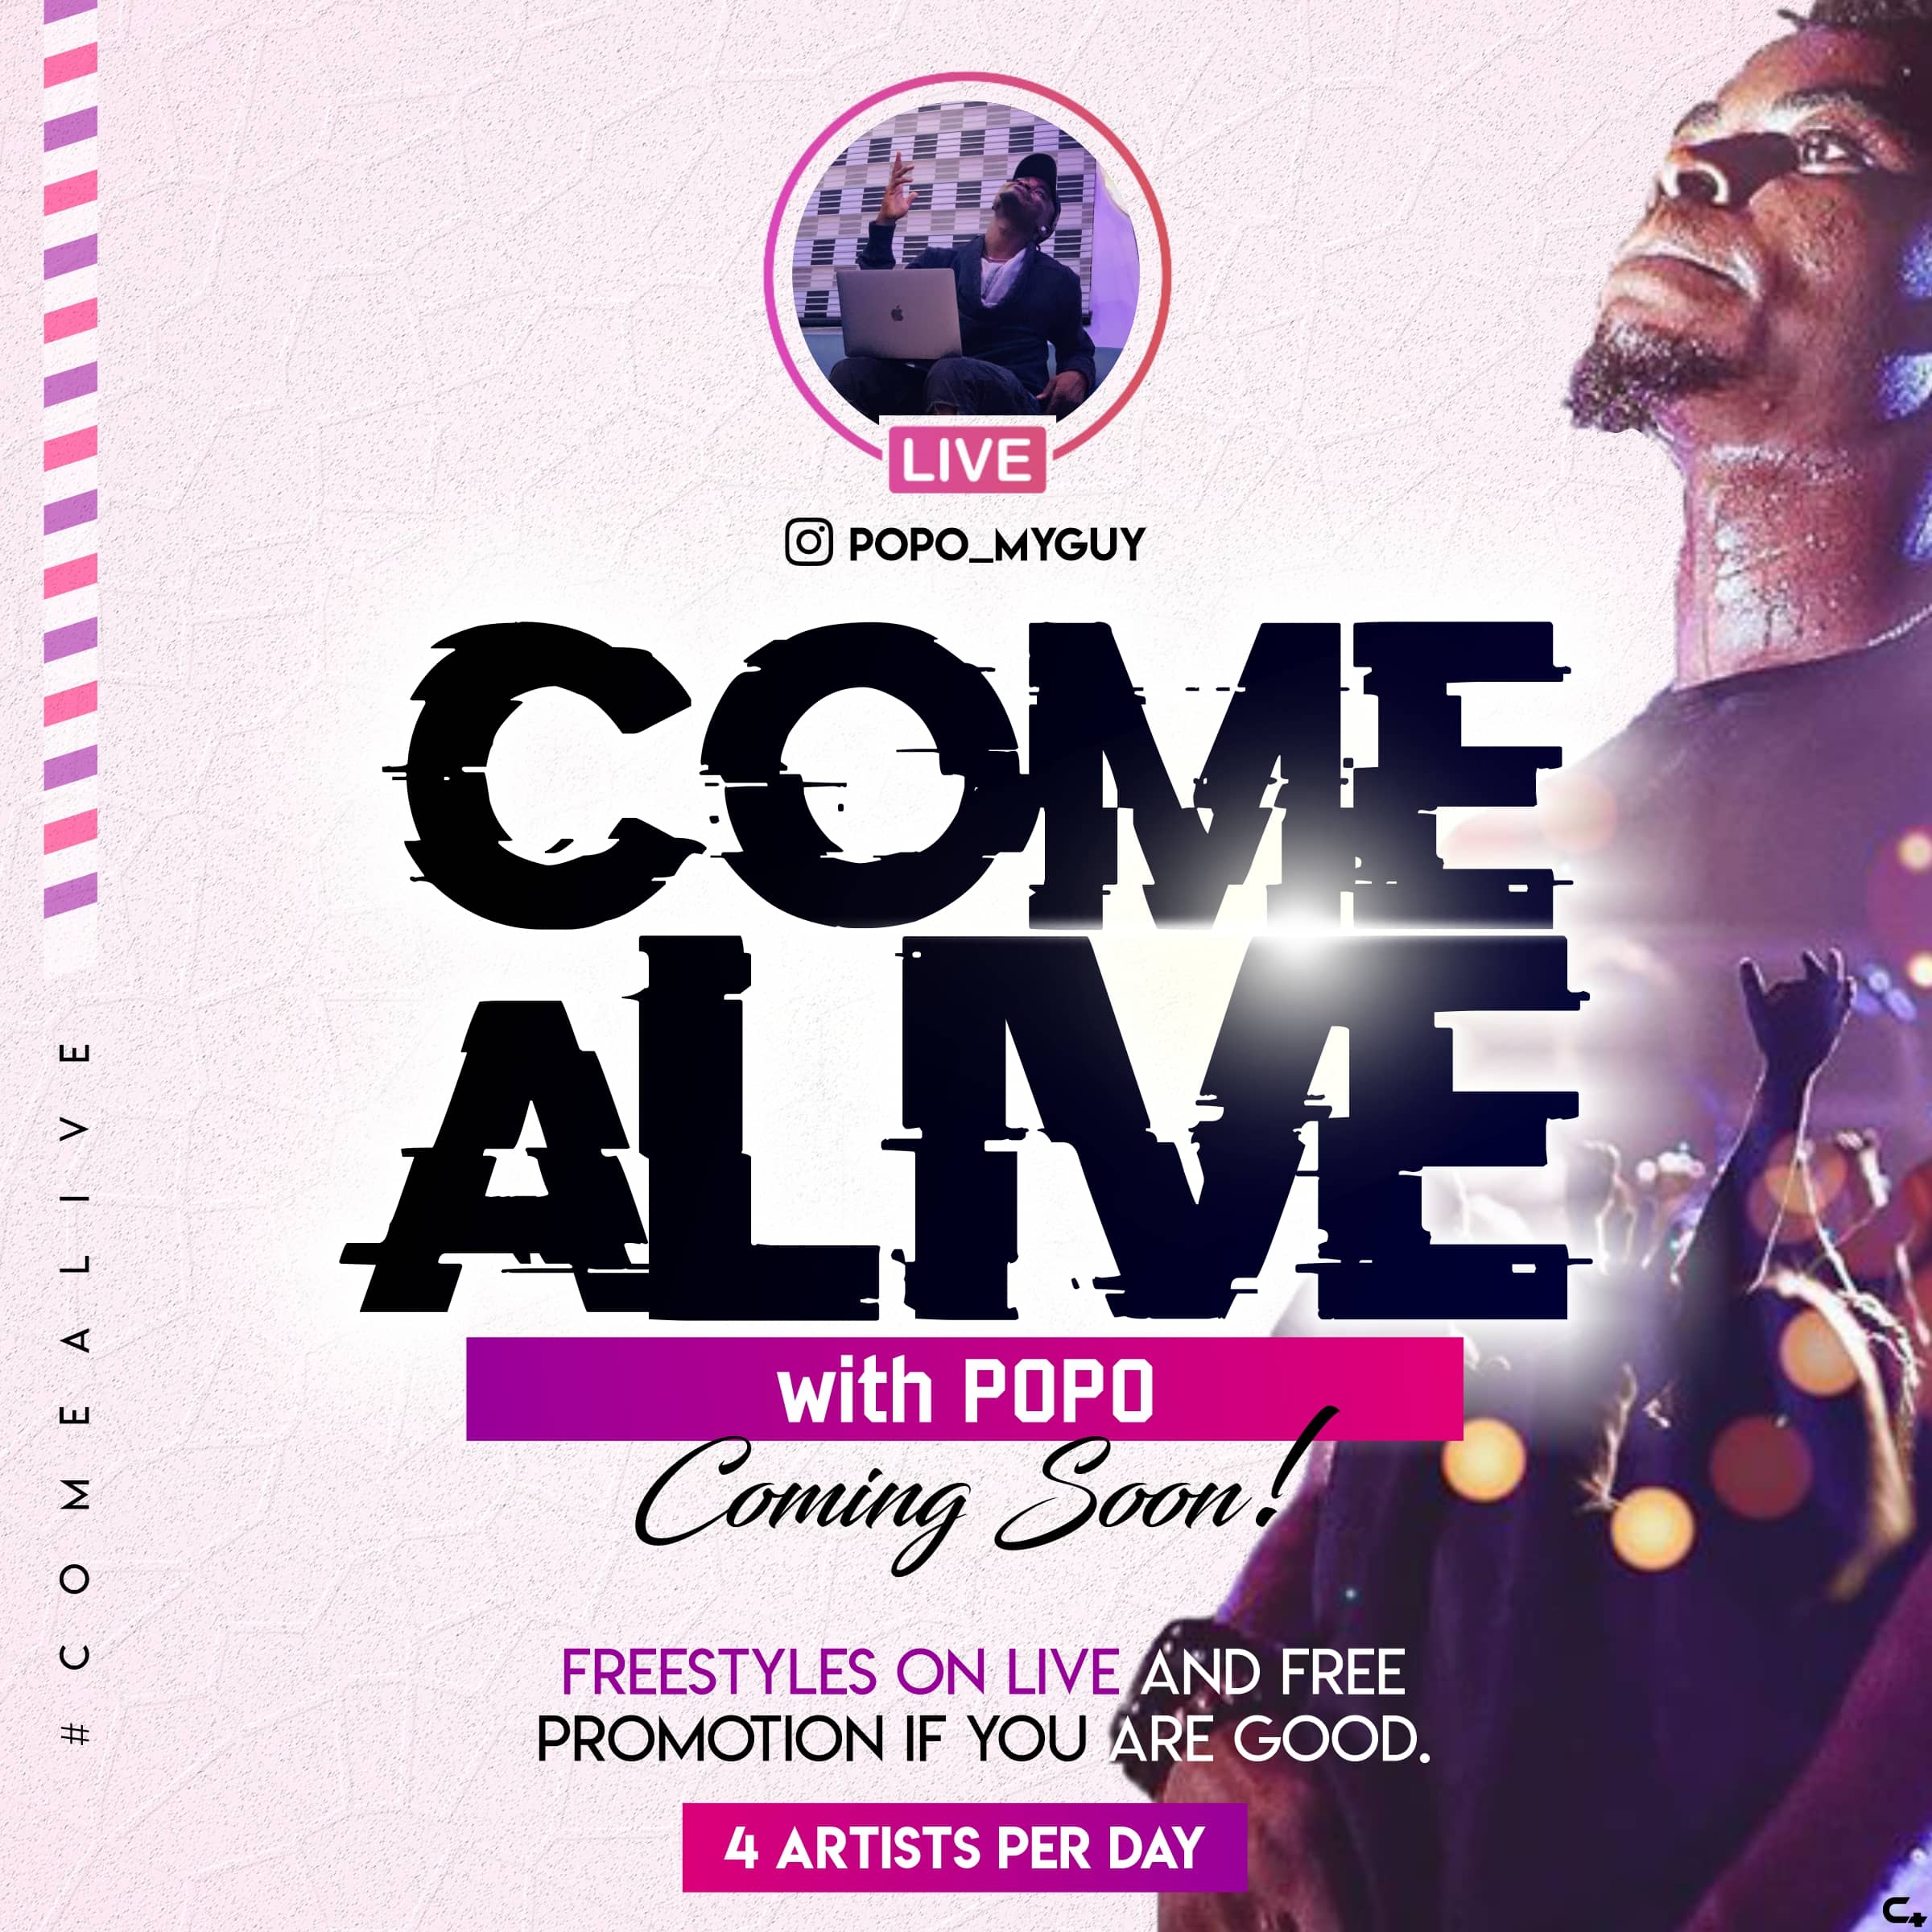 LIVE
POPO_MYGUY
COME
ALIVE
with POPO
Coming Soon!
FREESTYLES ON LIVE AND FREE
PROMOTION IF YOU ARE GOOD.
4 ARTISTS PER DAY
#COMEALIVE